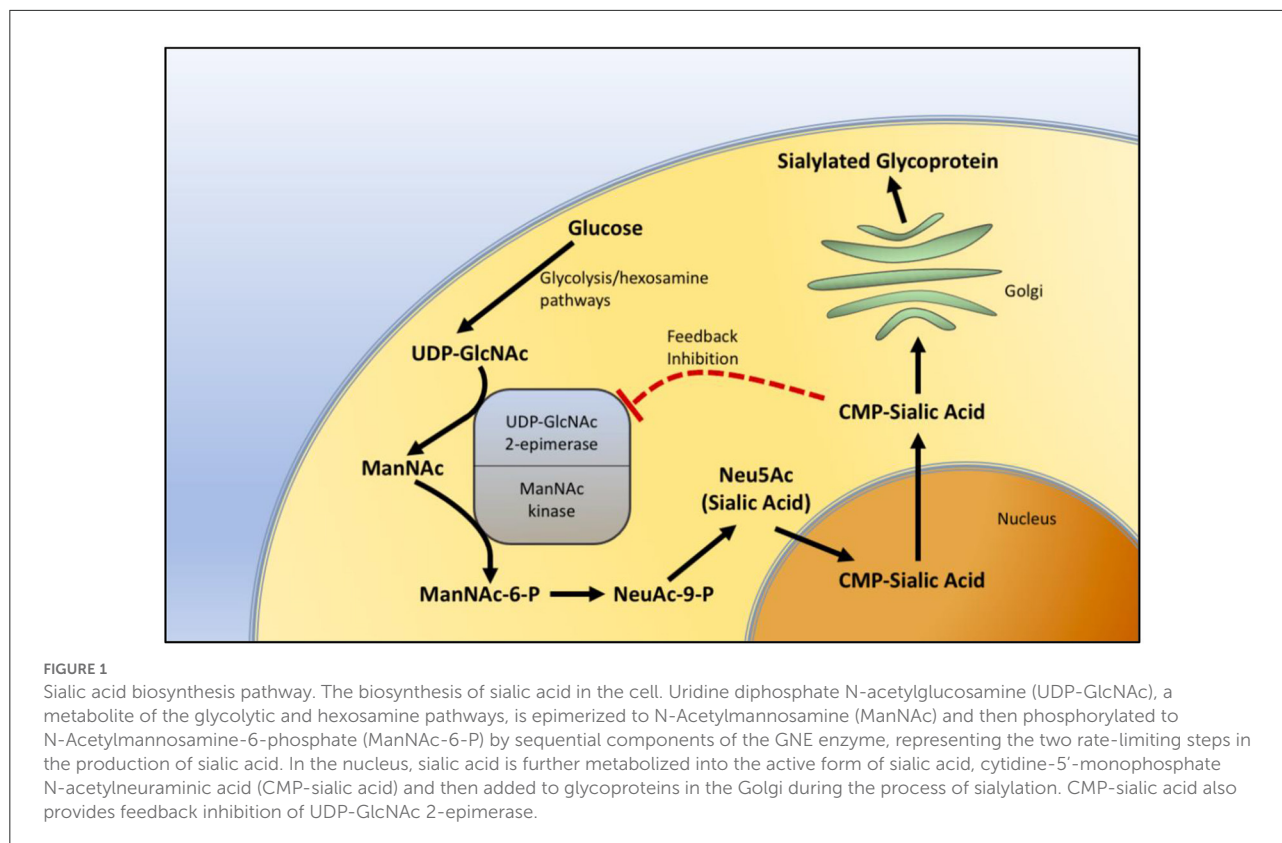 Sialylated Glycoprotein
Glucose
Glycolysis/hexosamine
pathways
Golgi
UDP-GlcNAc
Feedback
Inhibition
CMP-Sialic Acid
UDP-GlcNAc
2-epimerase
ManNAc
ManNAc
kinase
Neu5Ac
(Sialic Acid)
Nucleus
CMP-Sialic Acid
ManNAc-6-P
NeuAc-9-P
FIGURE 1
Sialic acid biosynthesis pathway. The biosynthesis of sialic acid in the cell. Uridine diphosphate N-acetylglucosamine (UDP-GlcNAc), a
metabolite of the glycolytic and hexosamine pathways, is epimerized to N-Acetylmannosamine (ManNAc) and then phosphorylated to
N-Acetylmannosamine-6-phosphate (ManNAc-6-P) by sequential components of the GNE enzyme, representing the two rate-limiting steps in
the production of sialic acid. In the nucleus, sialic acid is further metabolized into the active form of sialic acid, cytidine-5′-monophosphate
N-acetylneuraminic acid (CMP-sialic acid) and then added to glycoproteins in the Golgi during the process of sialylation. CMP-sialic acid also
provides feedback inhibition of UDP-GlcNAc 2-epimerase.